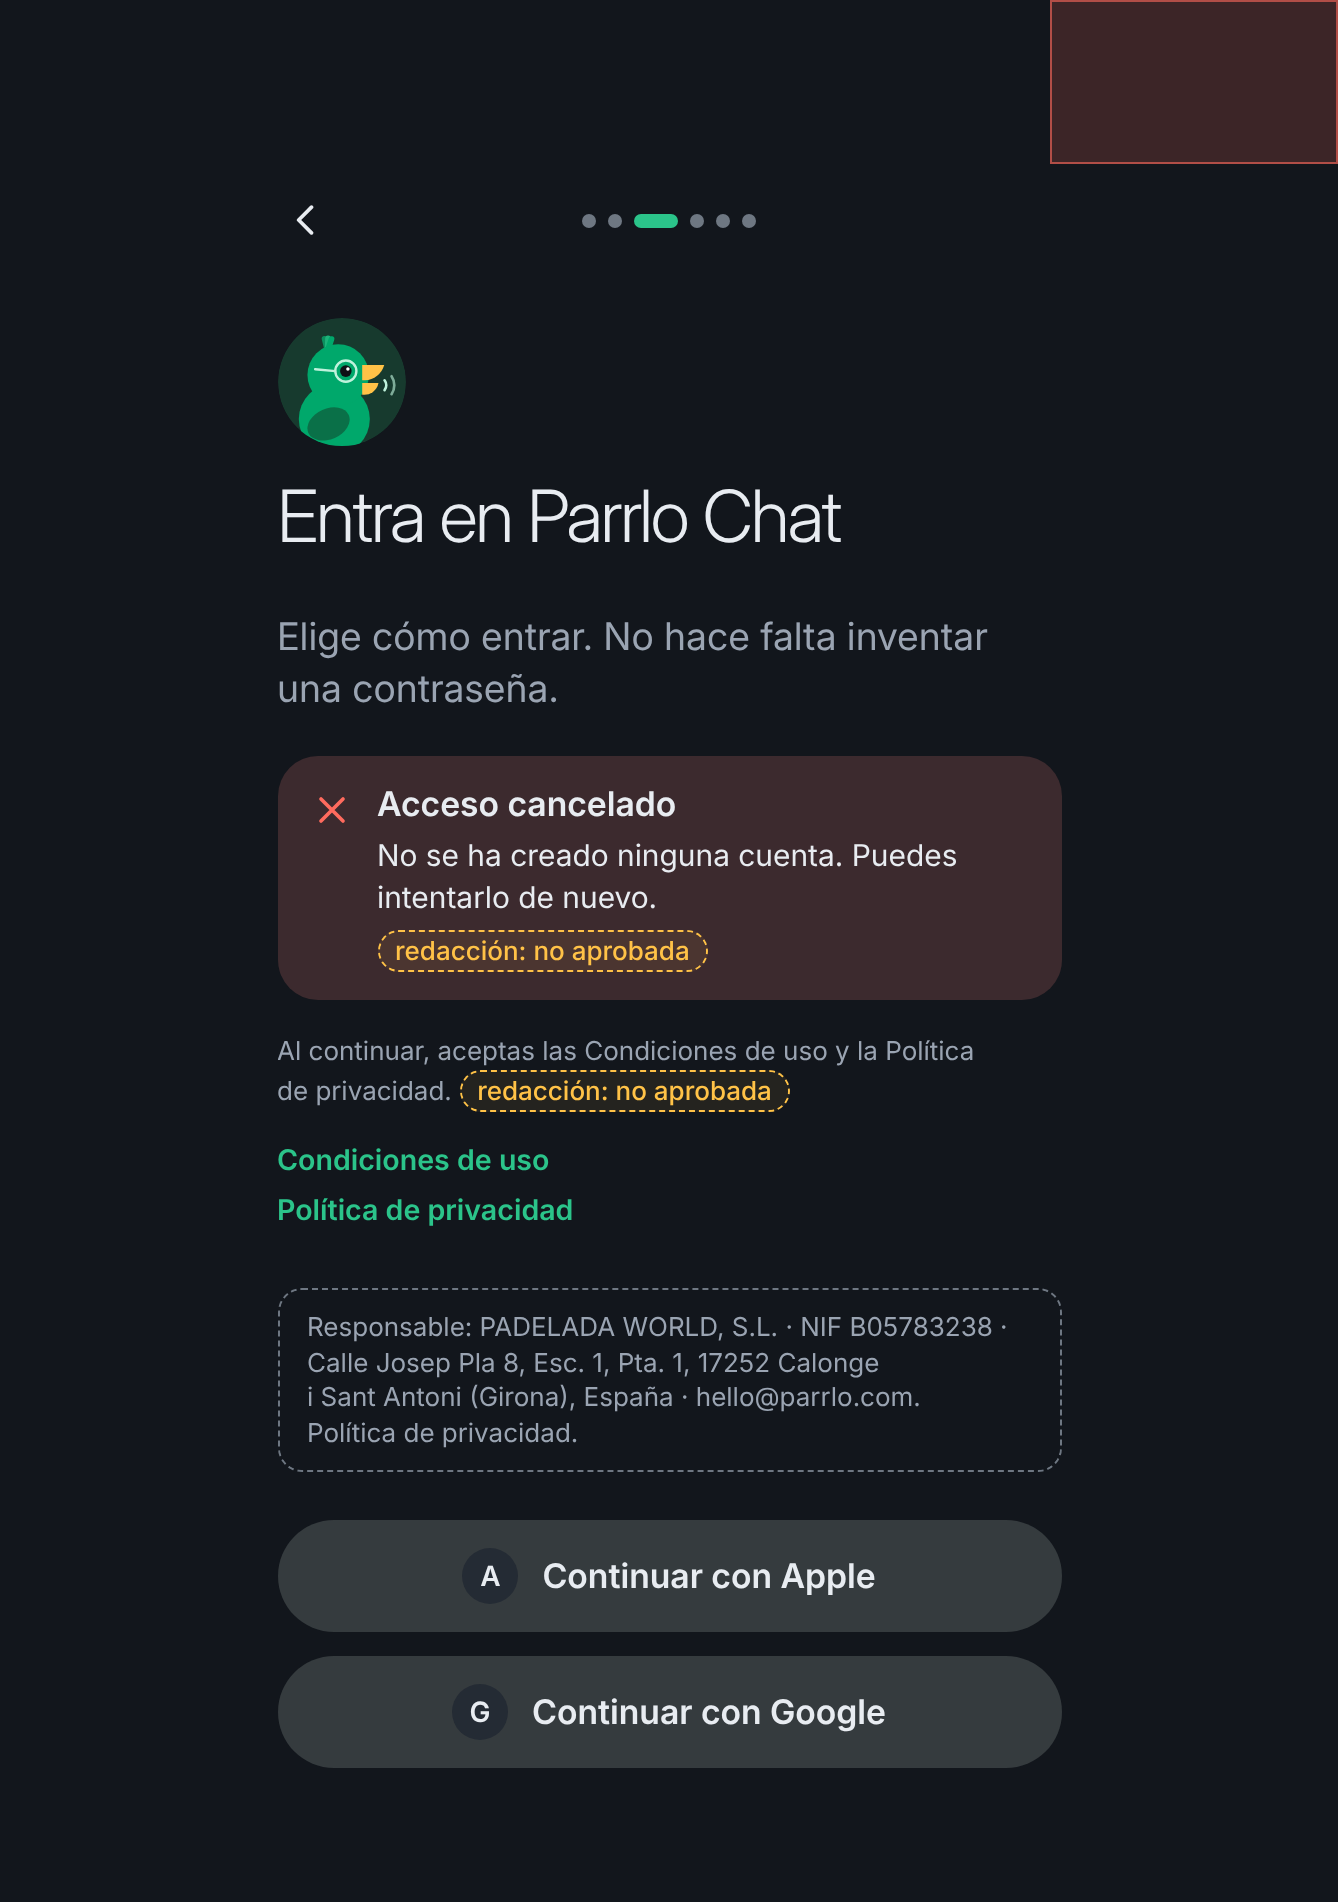 Entra en Parrlo Chat
Elige cómo entrar. No hace falta inventar
una contraseña.
Acceso cancelado
No se ha creado ninguna cuenta. Puedes
intentarlo de nuevo.
redacción: no aprobada
Al continuar, aceptas las Condiciones de uso y la Política
de privacidad. redacción: no aprobada
Condiciones de uso
Política de privacidad
Responsable: PADELADA WORLD, S.L. · NIF B05783238 ·
Calle Josep Pla 8, Esc. 1, Pta. 1, 17252 Calonge
i Sant Antoni (Girona), España · hello@parrlo.com.
Política de privacidad.
A Continuar con Apple
G Continuar con Google